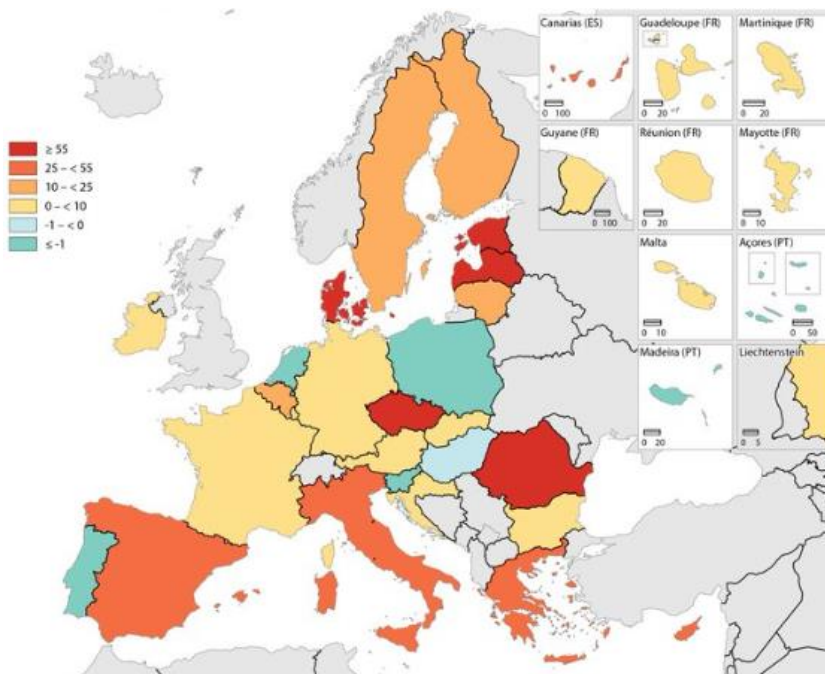 ≥ 55
25 – < 55
10 – < 25
0 – < 10
-1 – < 0
≤ -1
Canarias (ES)
0 100
Guadeloupe (FR)
0 20
Martinique (FR)
0 20
Guyane (FR)
0 100
Réunion (FR)
0 20
Mayotte (FR)
0 10
Malta
0 10
Açores (PT)
0 50
Madeira (PT)
0 20
Liechtenstein
0 5